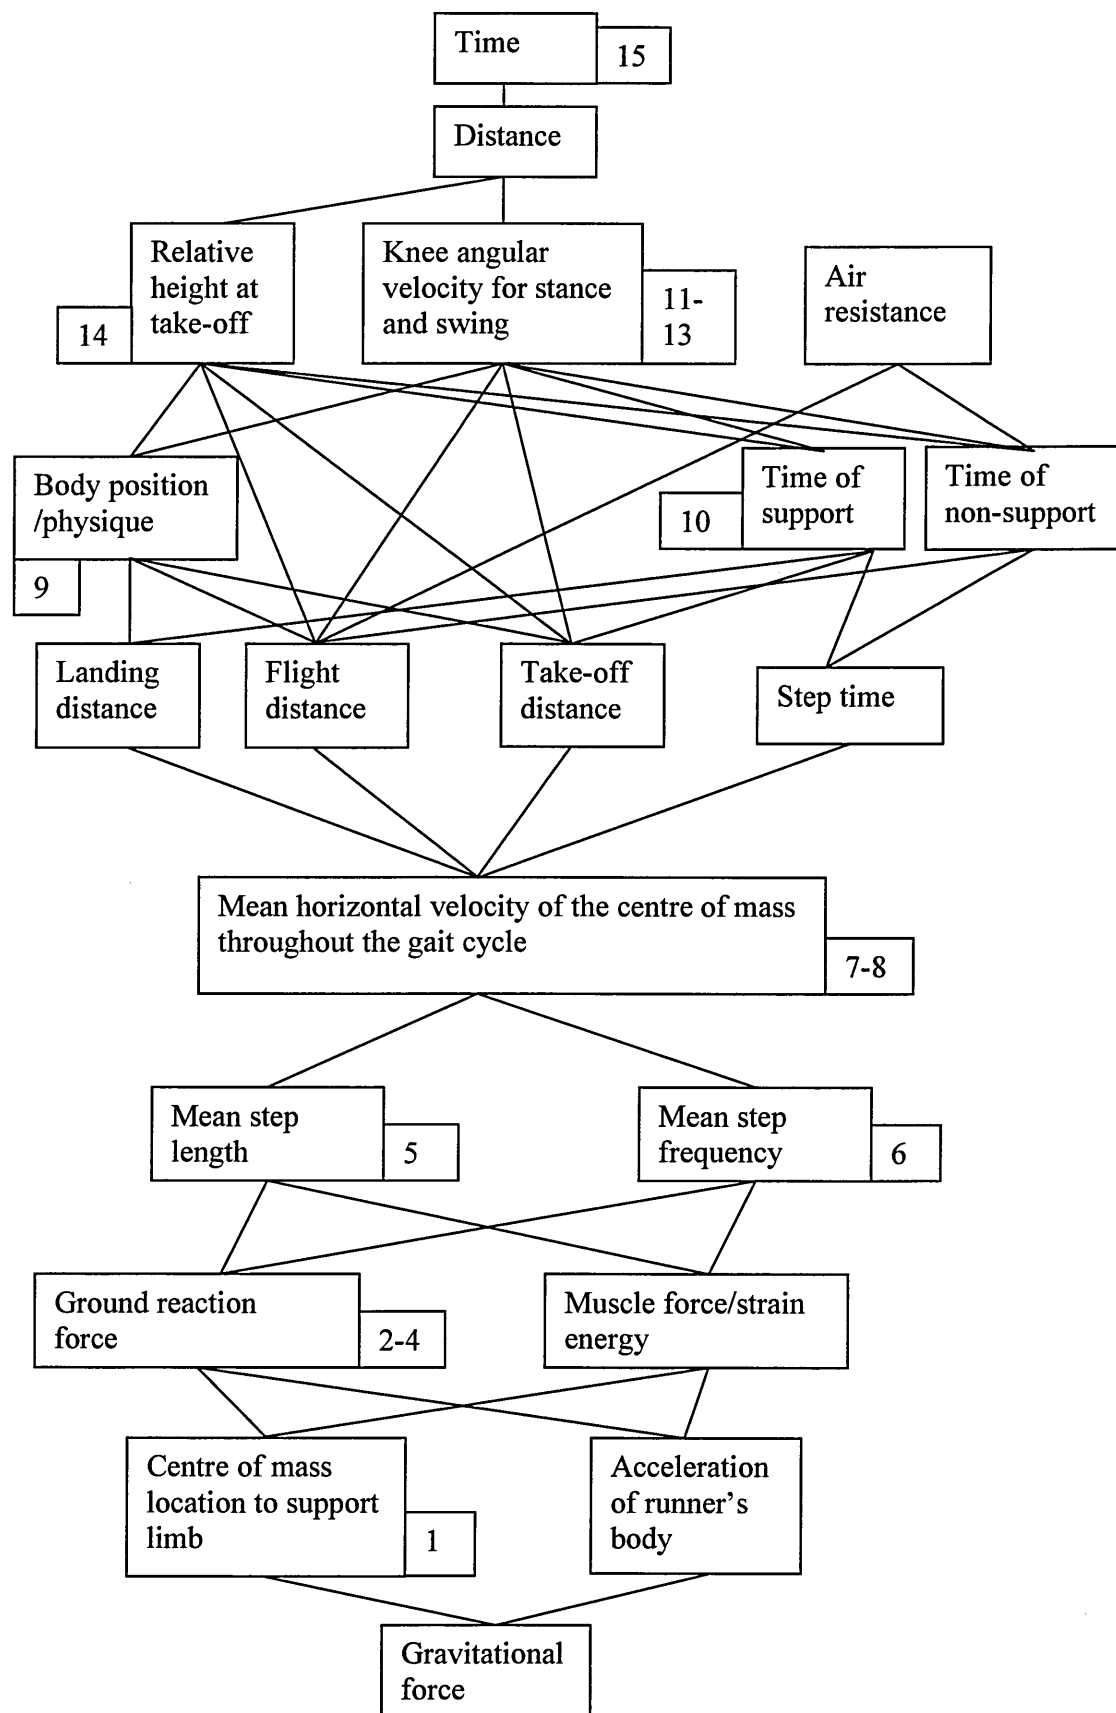 Time
15
Distance
Relative
height at
take-off
14
Knee angular
velocity for stance
and swing
11-
13
Air
resistance
Body position
/physique
9
10
Time of
support
Time of
non-support
Landing
distance
Flight
distance
Take-off
distance
Step time
Mean horizontal velocity of the centre of mass
throughout the gait cycle
7-8
Mean step
length
5
Mean step
frequency
6
Ground reaction
force
2-4
Muscle force/strain
energy
Centre of mass
location to support
limb
1
Acceleration
of runner's
body
Gravitational
force